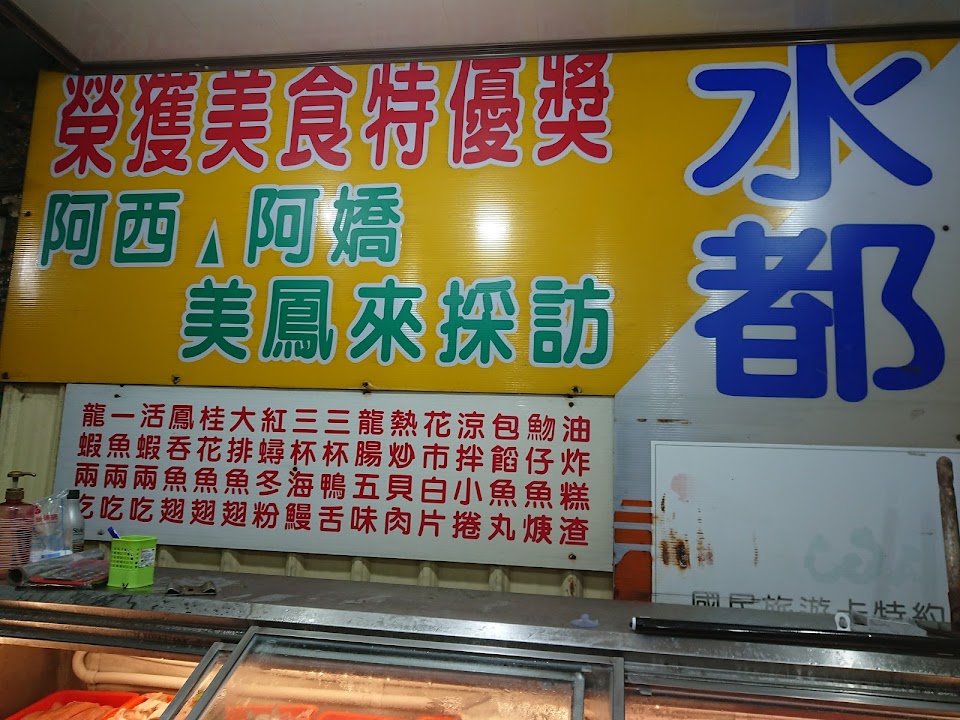 榮獲美食特優獎
阿西、阿嬌
美鳳來採訪
水都
油炸糕渣
魩仔魚焿
包餡魚丸
涼拌小捲
花市白片
熱炒貝肉
龍腸五味
三杯鴨舌
三杯海鰻
紅蟳冬粉
大排魚翅
桂花魚翅
鳳吞魚翅
活蝦兩吃
一魚兩吃
龍蝦兩吃
國民旅遊卡特約